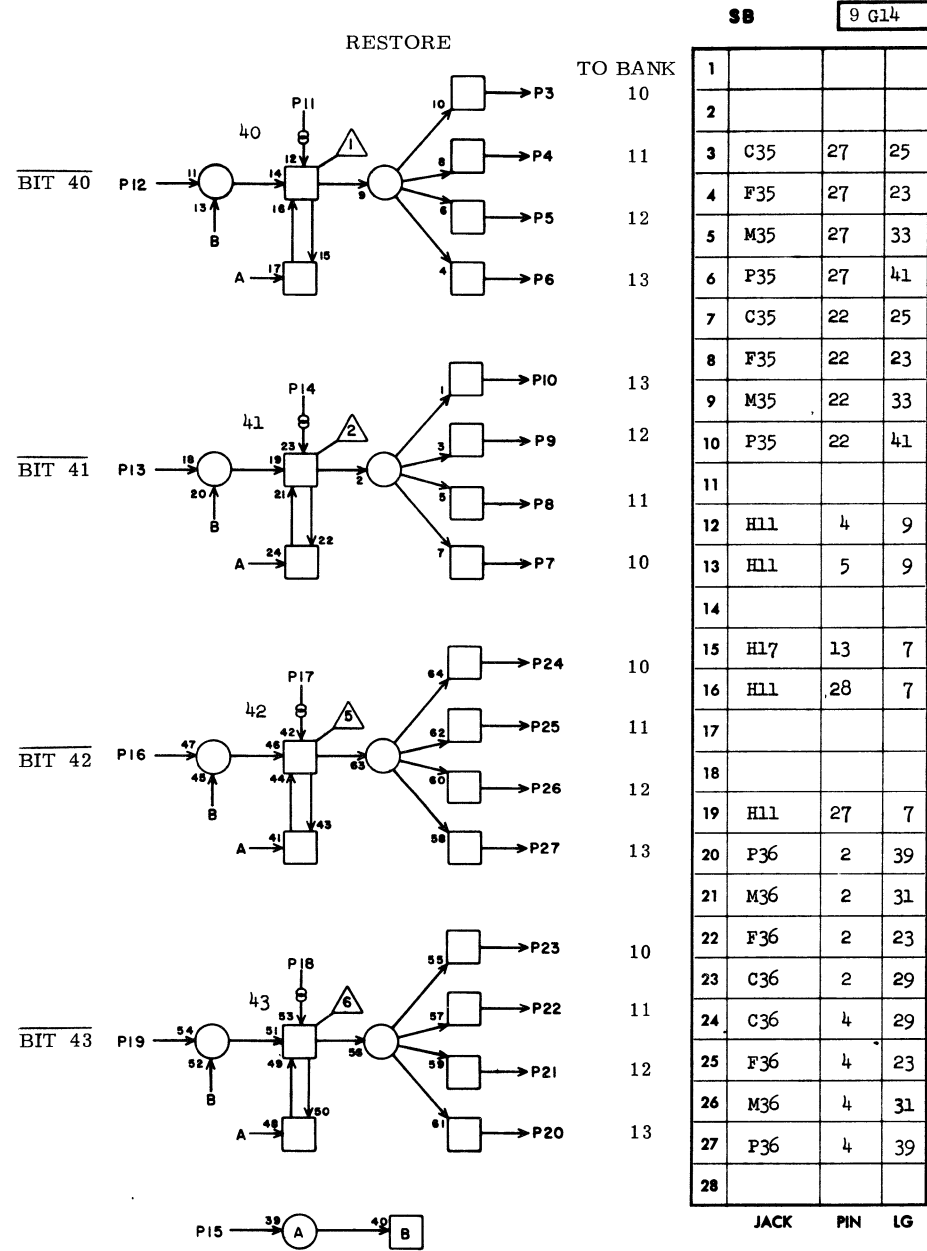 SB 9 G14
RESTORE
TO BANK
P11 10 P3 10
40 1
12 8 P4 11
BIT 40 P12 11 14 9
13 16 6 P5 12
B 15
A 17 4 P6 13
P14 1 P10 13
41 2
23 3 P9 12
BIT 41 P13 18 19 2
20 21 5 P8 11
B 22
A 24 7 P7 10
P17 64 P24 10
42 5
42 62 P25 11
BIT 42 P16 47 46 63
45 44 60 P26 12
B 43
A 41 58 P27 13
P18 55 P23 10
43 6
53 57 P22 11
BIT 43 P19 54 51 56
52 49 59 P21 12
B 50
A 48 61 P20 13
P15 39 A 40 B
1
2
3 C35 27 25
4 F35 27 23
5 M35 27 33
6 P35 27 41
7 C35 22 25
8 F35 22 23
9 M35 22 33
10 P35 22 41
11
12 H11 4 9
13 H11 5 9
14
15 H17 13 7
16 H11 28 7
17
18
19 H11 27 7
20 P36 2 39
21 M36 2 31
22 F36 2 23
23 C36 2 29
24 C36 4 29
25 F36 4 23
26 M36 4 31
27 P36 4 39
28
JACK PIN LG